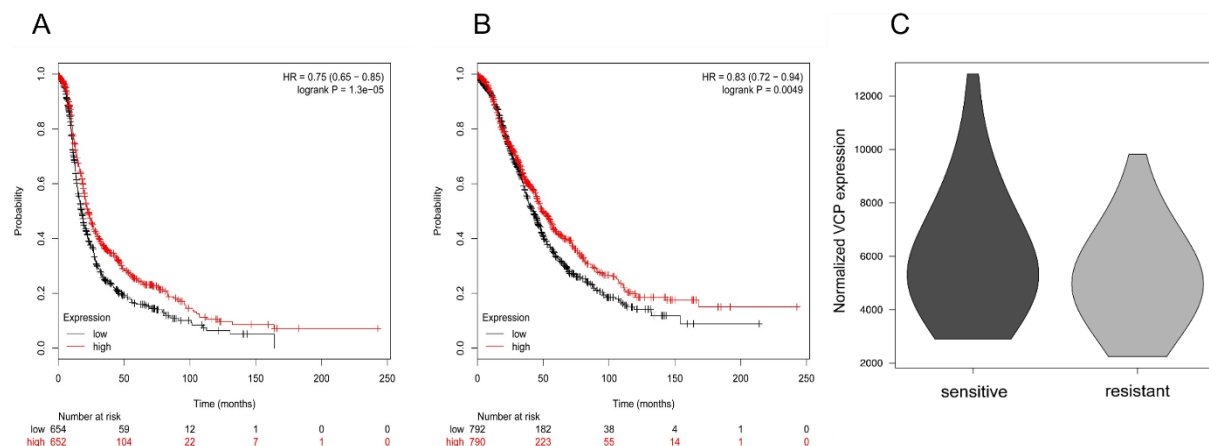 A
B
C
HR = 0.75 (0.65 − 0.85)
logrank P = 1.3e−05
Probability
1.0
0.8
0.6
0.4
0.2
0.0
Expression
low
high
0 50 100 150 200 250
Time (months)
Number at risk
low 654 59 12 1 0 0
high 652 104 22 7 1 0
HR = 0.83 (0.72 − 0.94)
logrank P = 0.0049
Probability
1.0
0.8
0.6
0.4
0.2
0.0
Expression
low
high
0 50 100 150 200 250
Time (months)
Number at risk
low 792 182 38 4 1 0
high 790 223 55 14 1 0
Normalized VCP expression
12000
10000
8000
6000
4000
2000
sensitive resistant